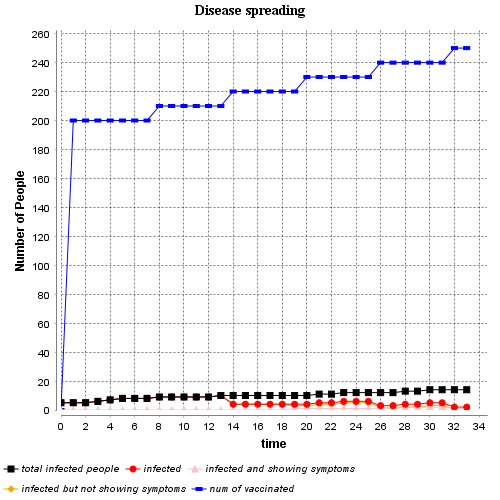 Disease spreading
Number of People
260
240
220
200
180
160
140
120
100
80
60
40
20
0
0 2 4 6 8 10 12 14 16 18 20 22 24 26 28 30 32 34
time
total infected people infected infected and showing symptoms
infected but not showing symptoms num of vaccinated